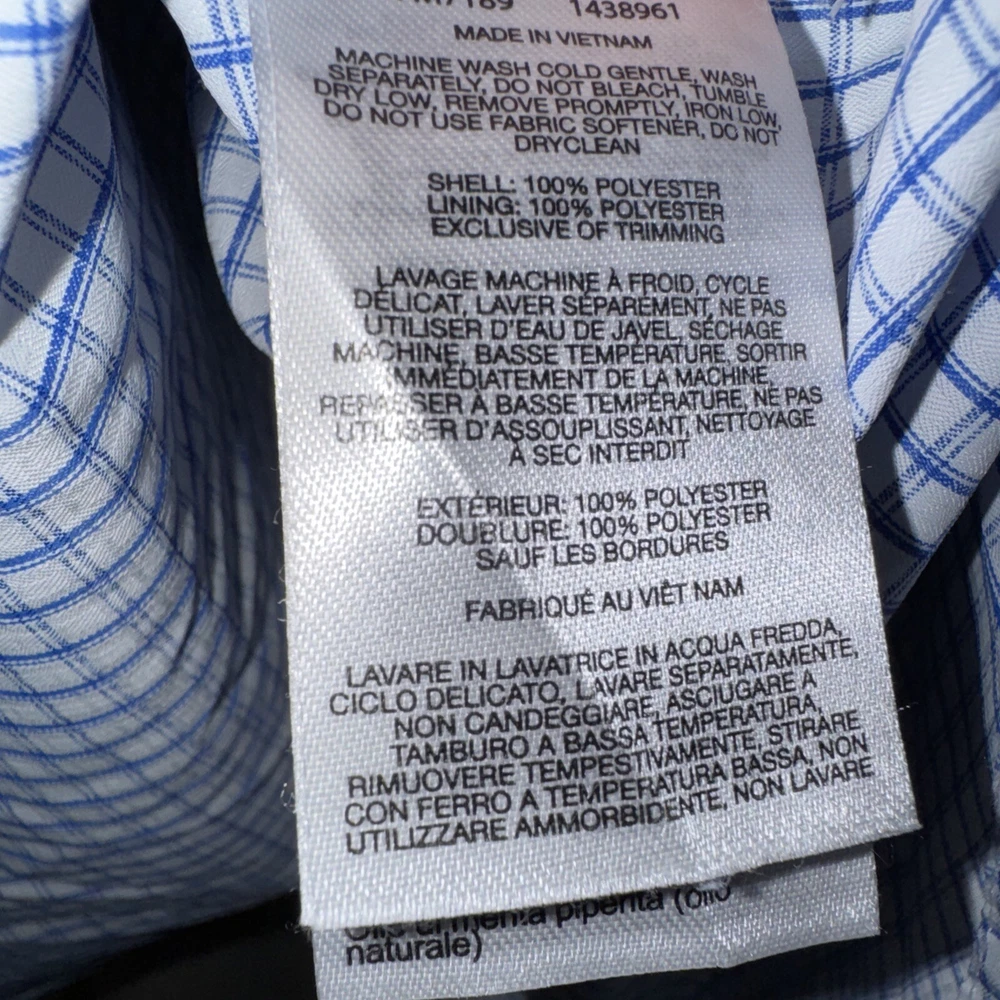 M7189 1438961
MADE IN VIETNAM
MACHINE WASH COLD GENTLE, WASH
SEPARATELY, DO NOT BLEACH, TUMBLE
DRY LOW, REMOVE PROMPTLY, IRON LOW,
DO NOT USE FABRIC SOFTENER, DO NOT
DRYCLEAN
SHELL: 100% POLYESTER
LINING: 100% POLYESTER
EXCLUSIVE OF TRIMMING
LAVAGE MACHINE À FROID, CYCLE
DÉLICAT, LAVER SÉPAREMENT, NE PAS
UTILISER D'EAU DE JAVEL, SÉCHAGE
MACHINE, BASSE TEMPÉRATURE, SORTIR
IMMÉDIATEMENT DE LA MACHINE,
REPASSER À BASSE TEMPÉRATURE, NE PAS
UTILISER D'ASSOUPLISSANT, NETTOYAGE
À SEC INTERDIT
EXTÉRIEUR: 100% POLYESTER
DOUBLURE: 100% POLYESTER
SAUF LES BORDURES
FABRIQUÉ AU VIÊT NAM
LAVARE IN LAVATRICE IN ACQUA FREDDA,
CICLO DELICATO, LAVARE SEPARATAMENTE,
NON CANDEGGIARE, ASCIUGARE A
TAMBURO A BASSA TEMPERATURA,
RIMUOVERE TEMPESTIVAMENTE, STIRARE
CON FERRO A TEMPERATURA BASSA, NON
UTILIZZARE AMMORBIDENTE, NON LAVARE
piperita (olio
naturale)